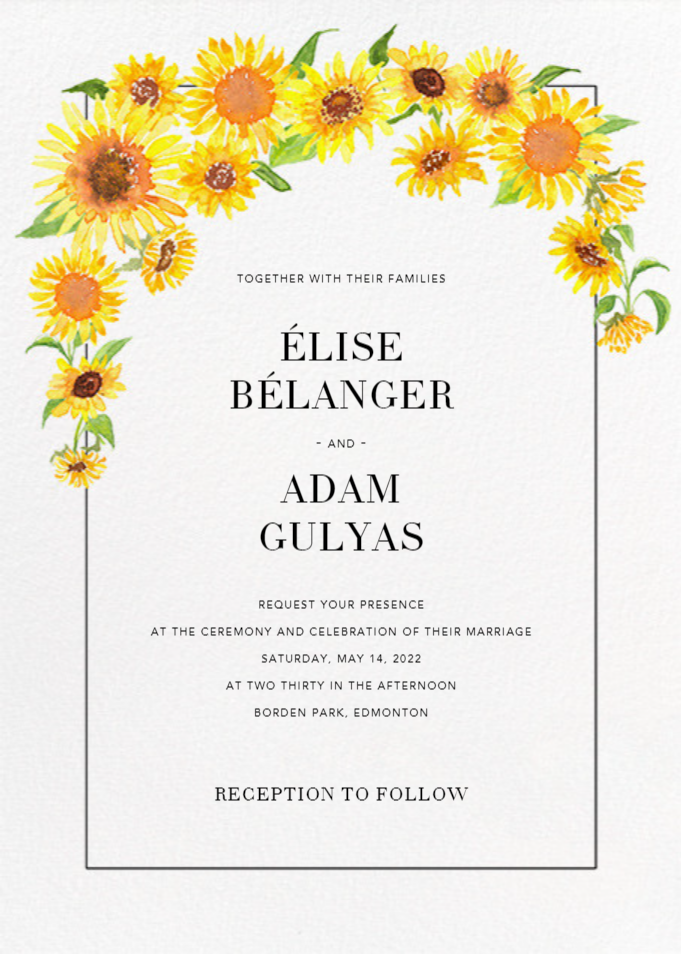 TOGETHER WITH THEIR FAMILIES
ÉLISE
BÉLANGER
- AND -
ADAM
GULYAS
REQUEST YOUR PRESENCE
AT THE CEREMONY AND CELEBRATION OF THEIR MARRIAGE
SATURDAY, MAY 14, 2022
AT TWO THIRTY IN THE AFTERNOON
BORDEN PARK, EDMONTON
RECEPTION TO FOLLOW